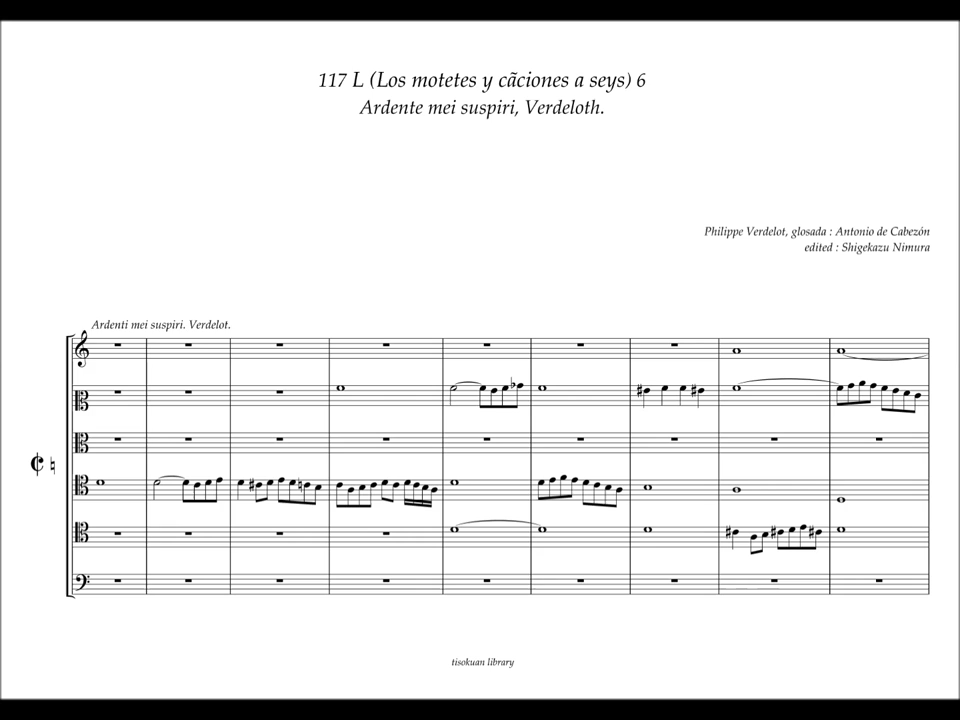 117 L (Los motetes y cãciones a seys) 6
Ardente mei suspiri, Verdeloth.
Philippe Verdelot, glosada : Antonio de Cabezón
edited : Shigekazu Nimura
Ardenti mei suspiri. Verdelot.
tisokuan library